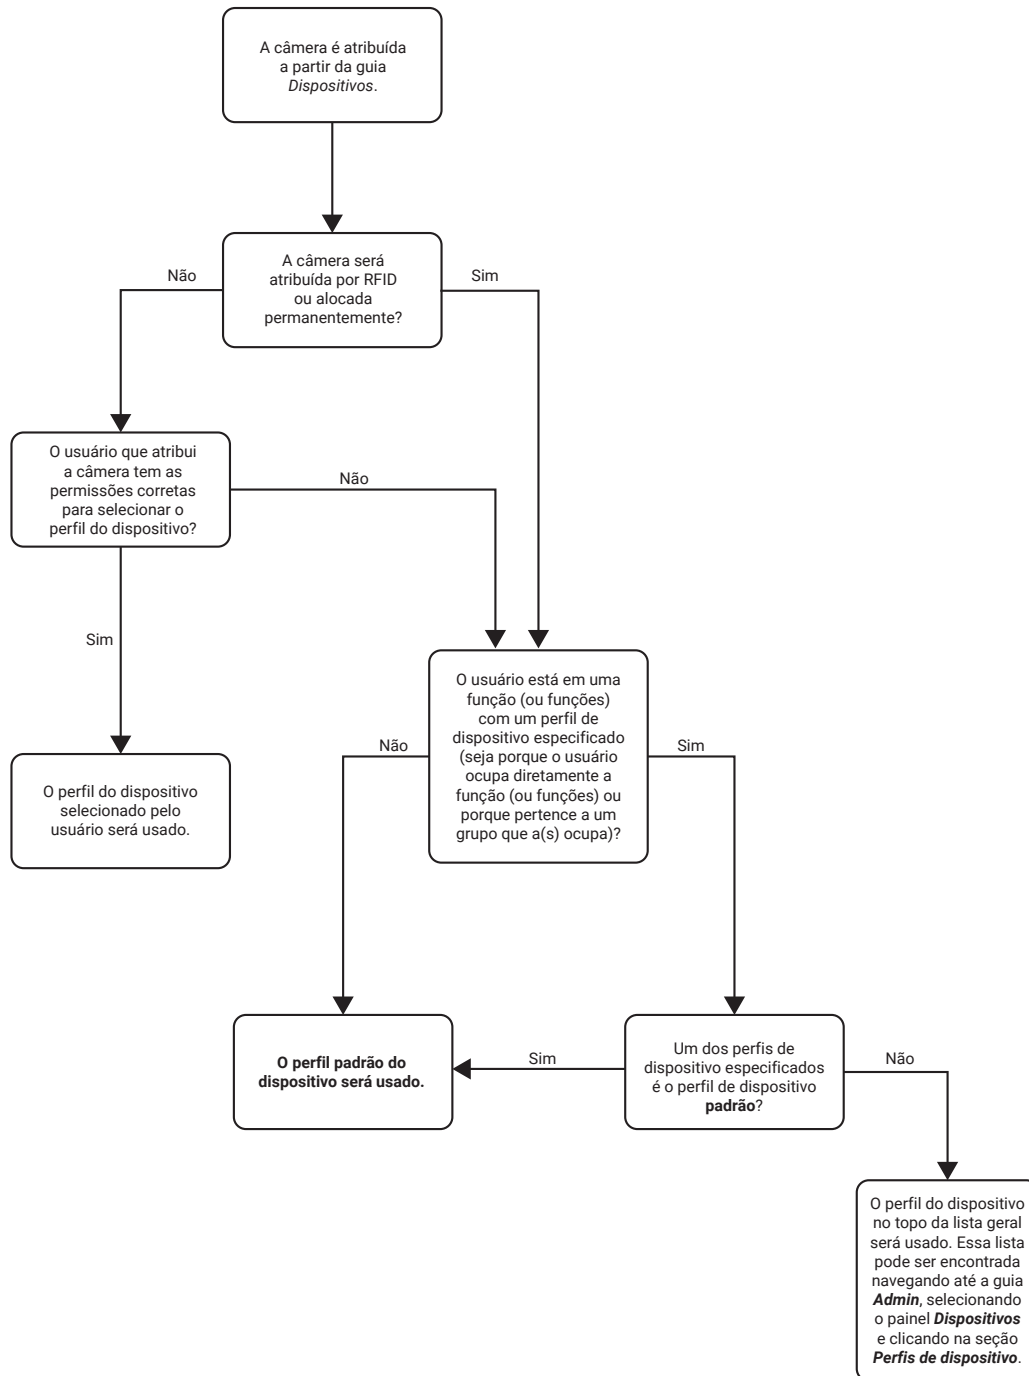 A câmera é atribuída
a partir da guia
Dispositivos.
A câmera será
atribuída por RFID
ou alocada
permanentemente?
Não
Sim
O usuário que atribui
a câmera tem as
permissões corretas
para selecionar o
perfil do dispositivo?
Não
Sim
O usuário está em uma
função (ou funções)
com um perfil de
dispositivo especificado
(seja porque o usuário
ocupa diretamente a
função (ou funções) ou
porque pertence a um
grupo que a(s) ocupa)?
Não
Sim
O perfil do dispositivo
selecionado pelo
usuário será usado.
O perfil padrão do
dispositivo será usado.
Sim
Um dos perfis de
dispositivo especificados
é o perfil de dispositivo
padrão?
Não
O perfil do dispositivo
no topo da lista geral
será usado. Essa lista
pode ser encontrada
navegando até a guia
Admin, selecionando
o painel Dispositivos
e clicando na seção
Perfis de dispositivo.